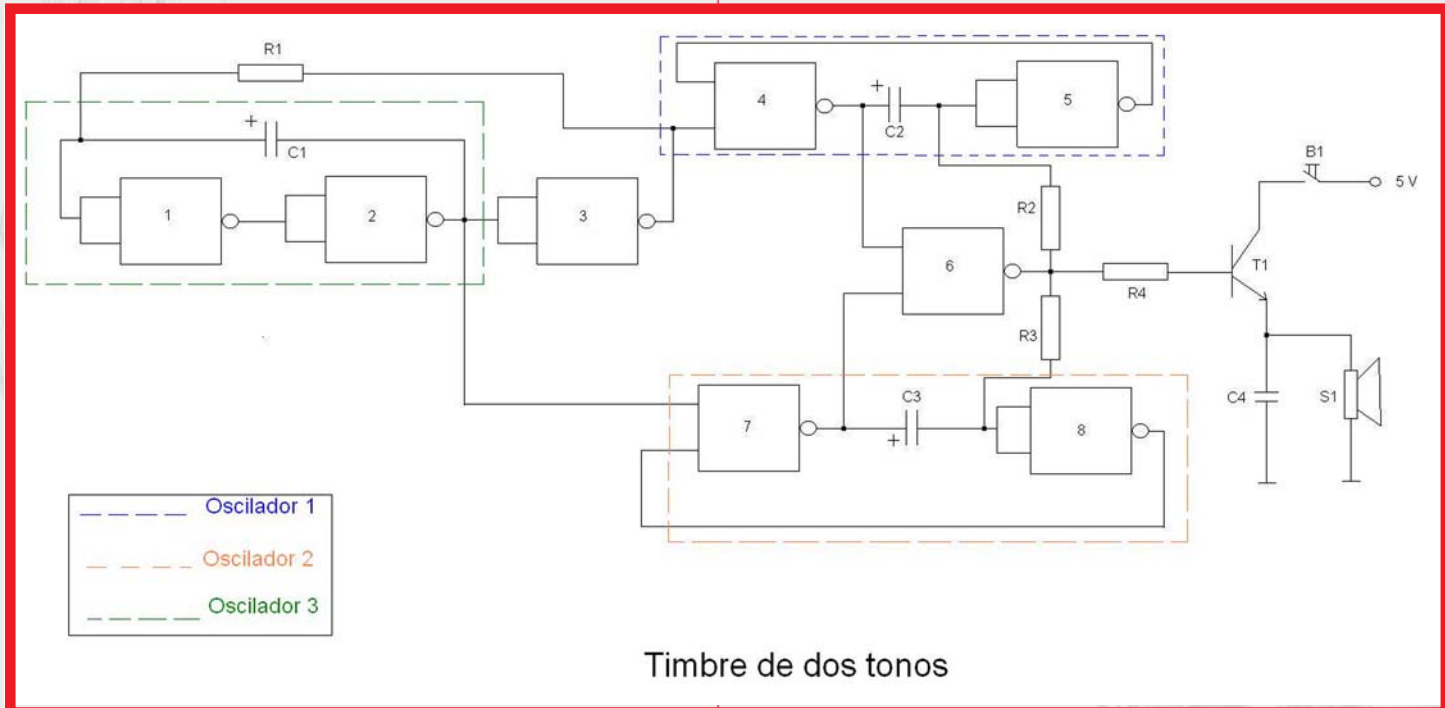 R1
+
C1
1
2
3
4
+
C2
5
R2
6
R3
R4
B1
5 V
T1
C4
S1
7
C3
+
8
Oscilador 1
Oscilador 2
Oscilador 3
Timbre de dos tonos